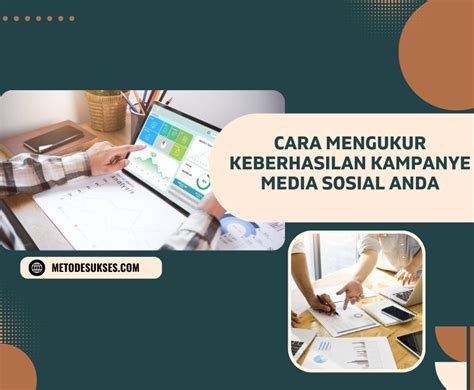 CARA MENGUKUR
KEBERHASILAN KAMPANYE
MEDIA SOSIAL ANDA
METODESUKSES.COM